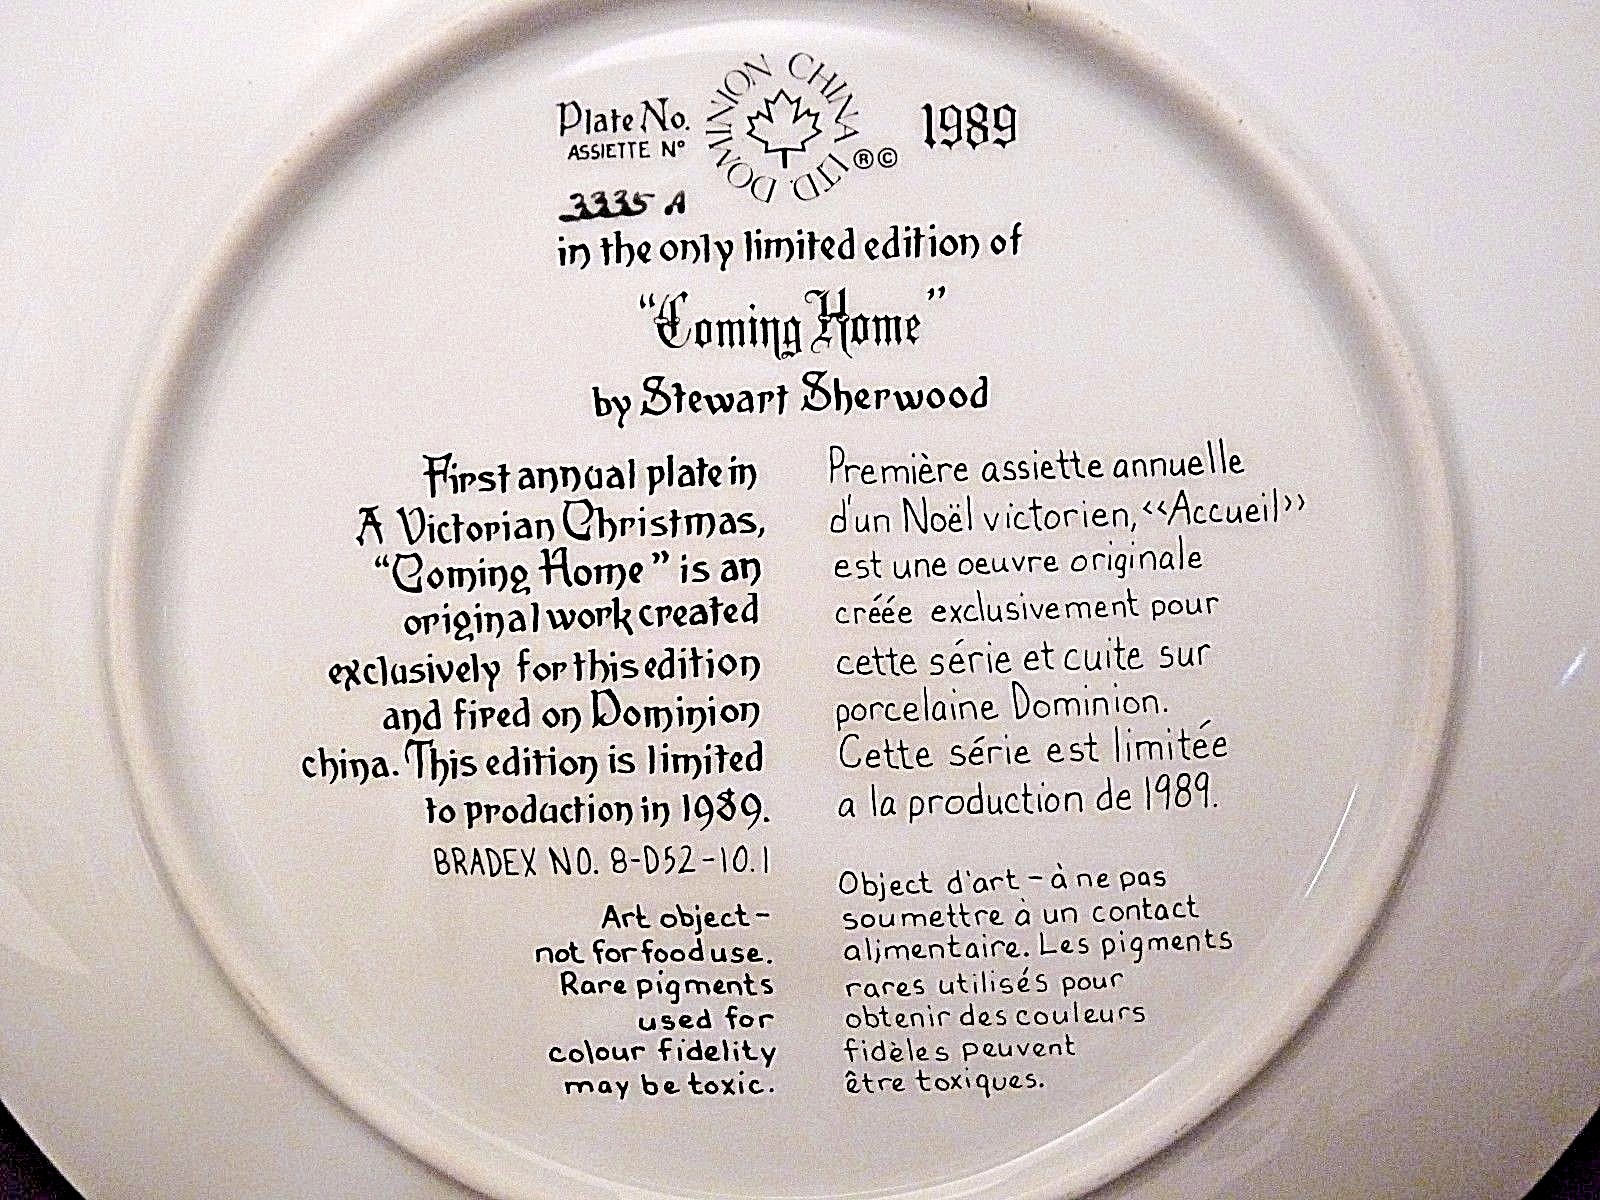 Plate No.
ASSIETTE Nº
3335 A
DOMINION CHINA LTD.
®©
1989
in the only limited edition of
“Coming Home”
by Stewart Sherwood
First annual plate in
A Victorian Christmas,
“Coming Home” is an
original work created
exclusively for this edition
and fired on Dominion
china. This edition is limited
to production in 1989.
BRADEX NO. 8-D52-10.1
Art object-
not for food use.
Rare pigments
used for
colour fidelity
may be toxic.
Première assiette annuelle
d'un Noël victorien, <<Accueil>>
est une oeuvre originale
créée exclusivement pour
cette série et cuite sur
porcelaine Dominion.
Cette série est limitée
a la production de 1989.
Object d'art - à ne pas
soumettre à un contact
alimentaire. Les pigments
rares utilisés pour
obtenir des couleurs
fidèles peuvent
être toxiques.